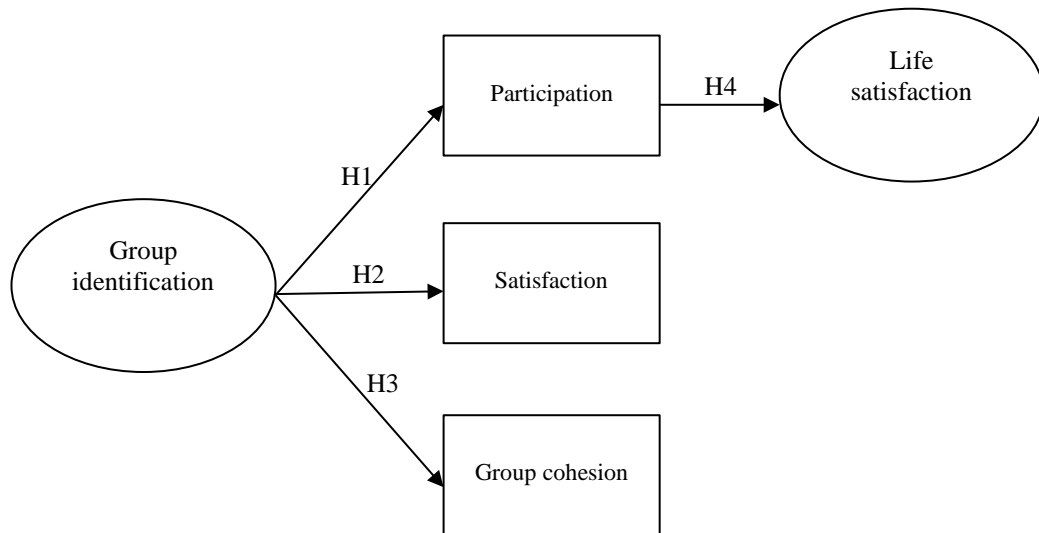 Life
satisfaction
Participation
H4
H1
Group
identification
H2
Satisfaction
H3
Group cohesion